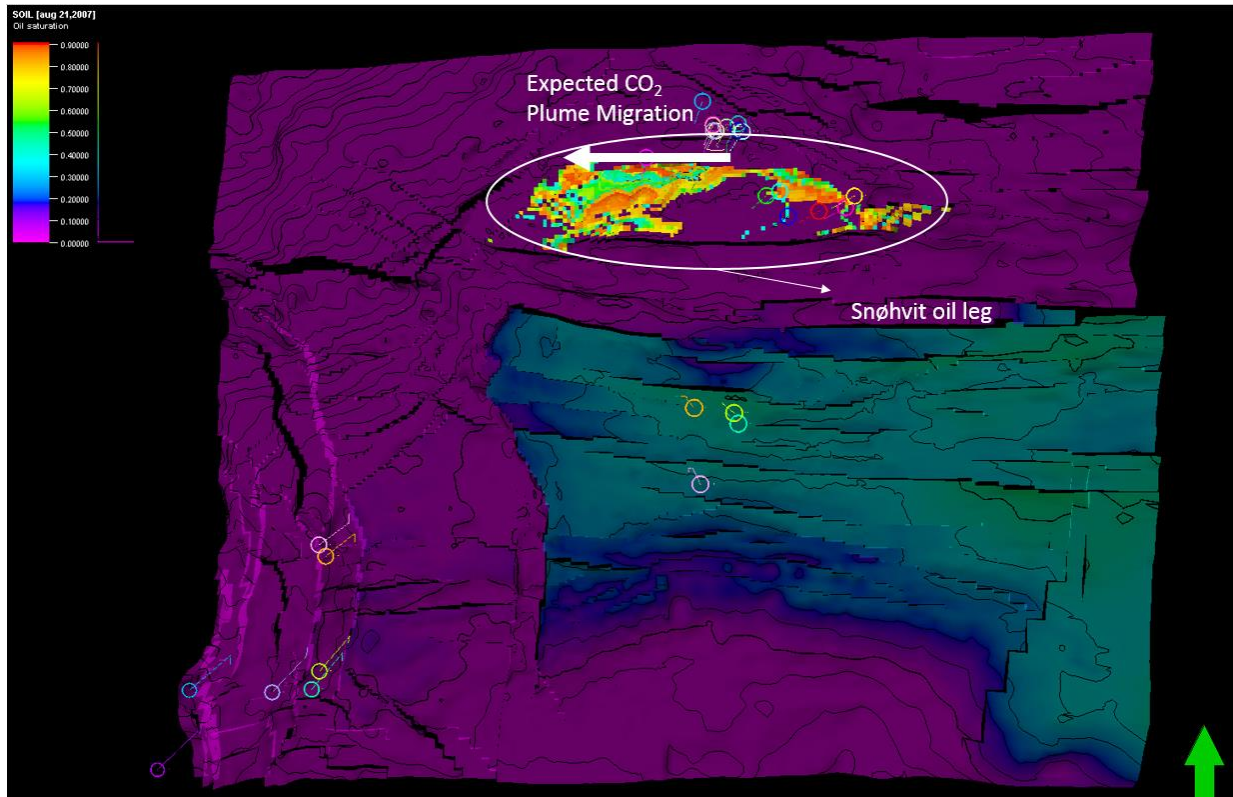 SOIL [aug 21,2007]
Oil saturation
0.90000
0.80000
0.70000
0.60000
0.50000
0.40000
0.30000
0.20000
0.10000
0.00000
Expected CO₂
Plume Migration
Snøhvit oil leg